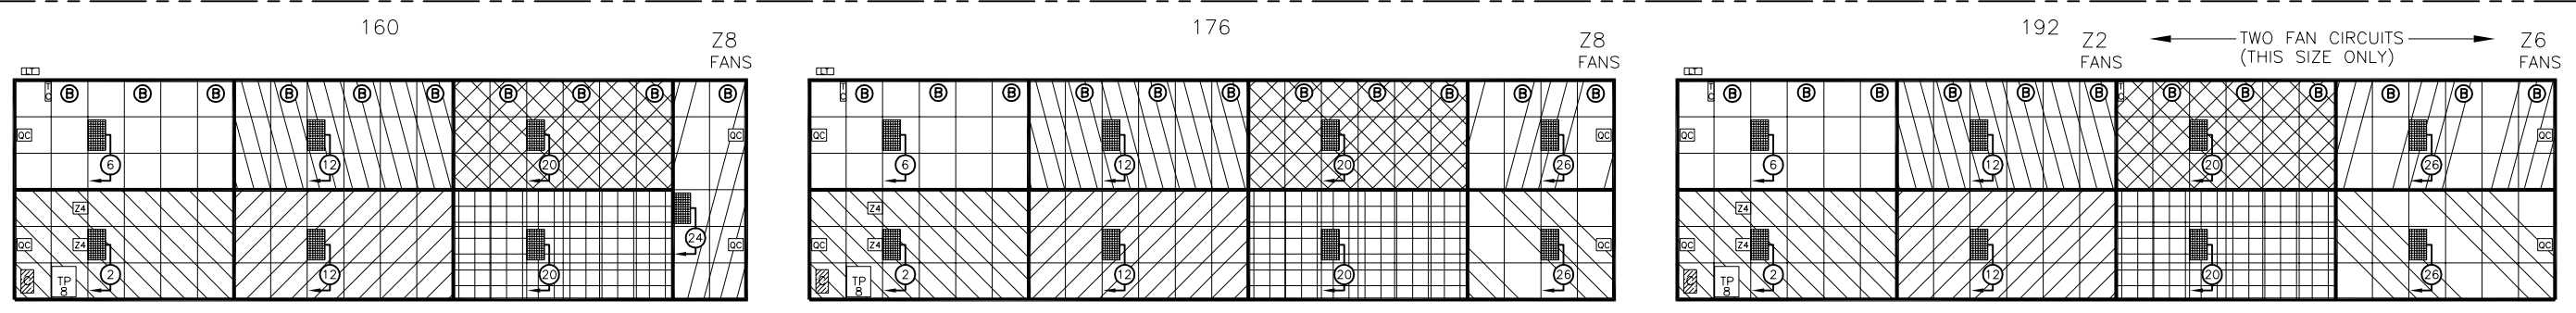 160
Z8
FANS
LT
T
C
B B B B B B B B B B
QC
QC
6
12
20
Z4
24
QC
Z4
QC
C
TP
8
2
12
20
176
Z8
FANS
LT
T
C
B B B B B B B B B B B
QC
QC
6
12
20
26
Z4
QC
Z4
QC
C
TP
8
2
12
20
26
192
Z2
FANS
TWO FAN CIRCUITS
(THIS SIZE ONLY)
Z6
FANS
LT
T
C
T
C
B B B B B B B B B B B B
QC
QC
6
12
20
26
Z4
QC
Z4
QC
C
TP
8
2
12
20
26